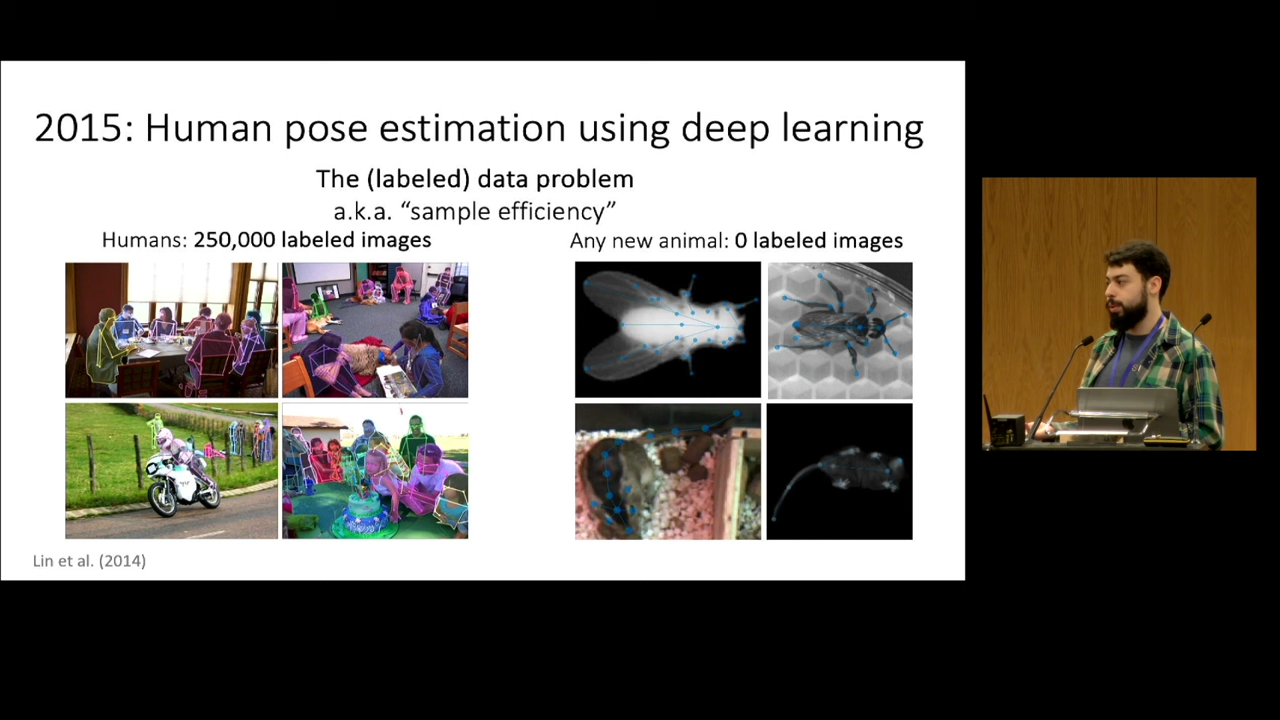 2015: Human pose estimation using deep learning
The (labeled) data problem
a.k.a. “sample efficiency”
Humans: 250,000 labeled images
Any new animal: 0 labeled images
Lin et al. (2014)